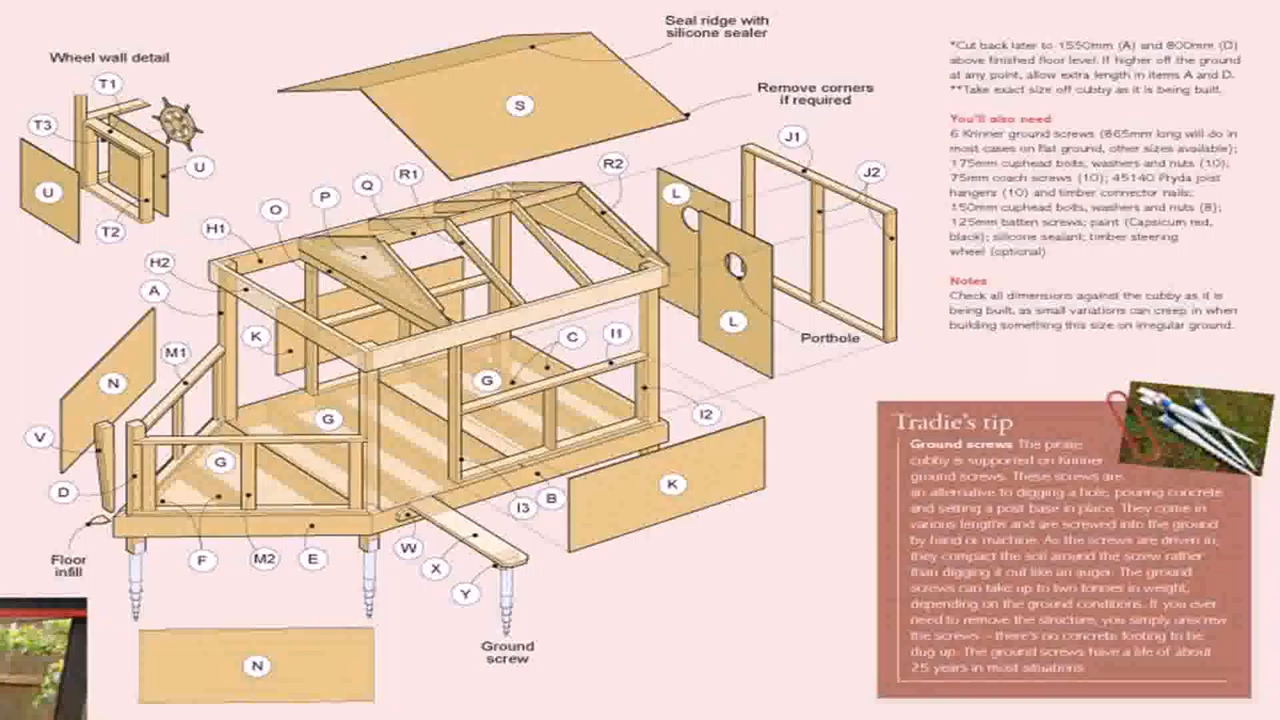 Wheel wall detail
T1
T3
U
U
T2
Seal ridge with
silicone sealer
S
Remove corners
if required
J1
J2
R2
R1
Q
P
O
H1
H2
A
L
L
Porthole
K
M1
N
C
I1
G
G
G
I2
V
D
K
B
I3
Floor
infill
F
M2
E
W
X
Y
Ground
screw
N
*Cut back later to 1550mm (A) and 800mm (D)
above finished floor level. If higher off the ground
at any point, allow extra length in items A and D.
**Take exact size off cubby as it is being built.
You'll also need
6 Krinner ground screws (865mm long will do in
most cases on flat ground, other sizes available);
175mm cuphead bolts, washers and nuts (10);
75mm coach screws (10); 45140 Pryda joist
hangers (10) and timber connector nails;
150mm cuphead bolts, washers and nuts (8);
125mm batten screws; paint (Capsicum red,
black); silicone sealant; timber steering
wheel (optional)
Notes
Check all dimensions against the cubby as it is
being built, as small variations can creep in when
building something this size on irregular ground.
Tradie's tip
Ground screws The pirate
cubby is supported on Krinner
ground screws. These screws are
an alternative to digging a hole, pouring concrete
and setting a post base in place. They come in
various lengths and are screwed into the ground
by hand or machine. As the screws are driven in,
they compact the soil around the screw rather
than digging it out like an auger. The ground
screws can take up to two tonnes in weight,
depending on the ground conditions. If you ever
need to remove the structure, you simply unscrew
the screws – there's no concrete footing to be
dug up. The ground screws have a life of about
25 years in most situations